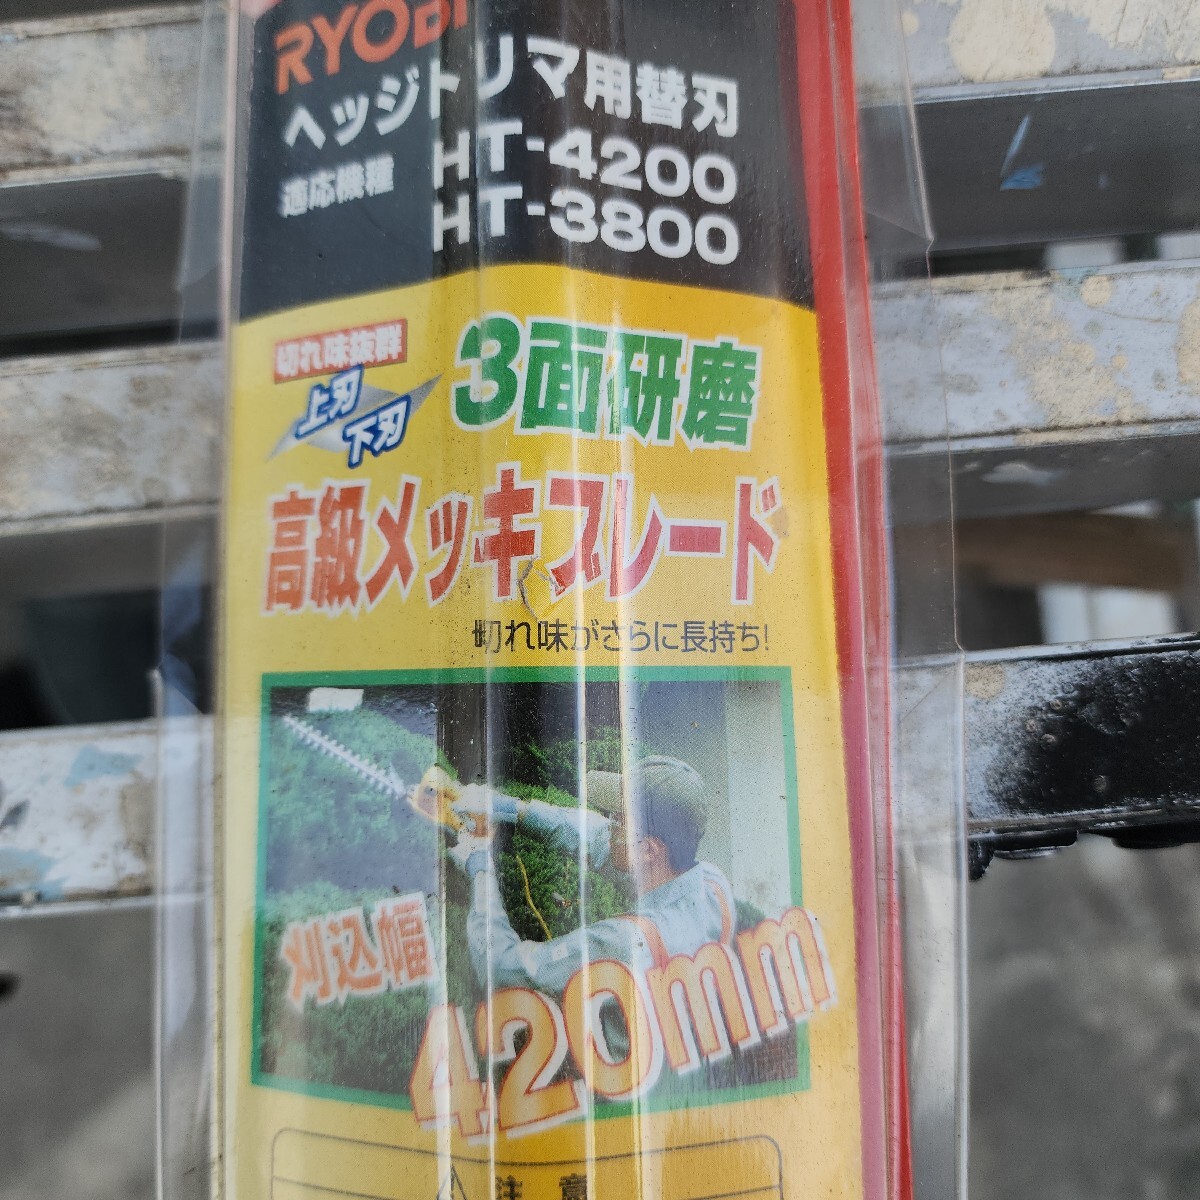 RYOBI
ヘッジトリマ用替刃
適応機種 HT-4200
HT-3800
切れ味抜群
上刃
下刃
3面研磨
高級メッキブレード
切れ味がさらに長持ち!
刈込幅
420mm
注意